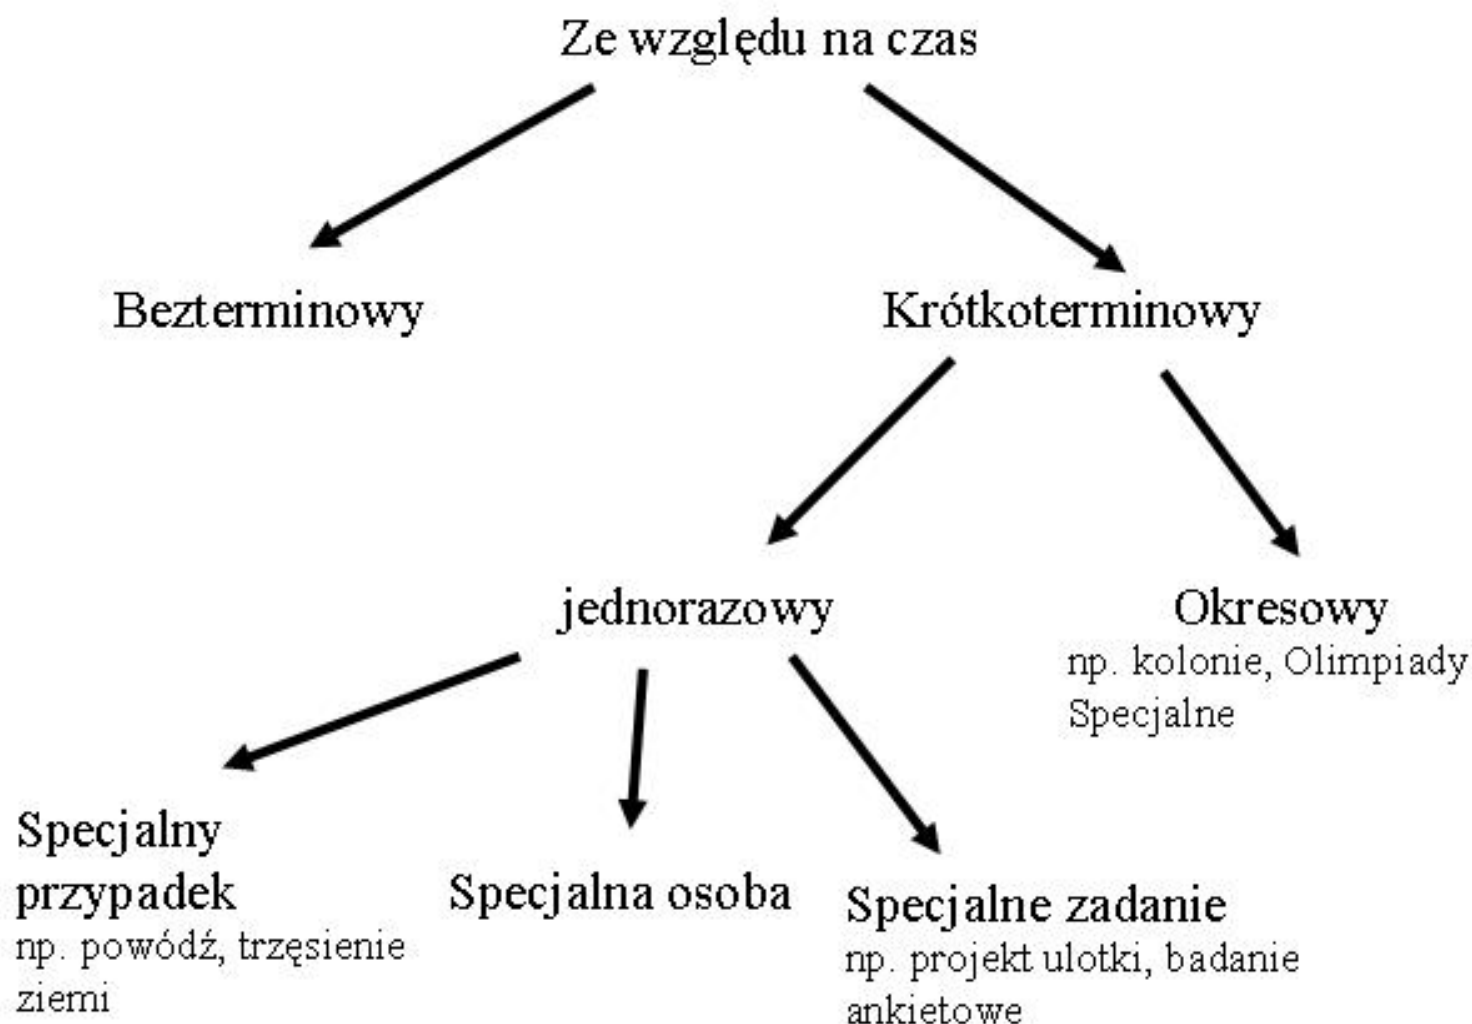 Ze względu na czas
Bezterminowy
Krótkoterminowy
jednorazowy
Okresowy
np. kolonie, Olimpiady
Specjalne
Specjalny
przypadek
np. powódź, trzęsienie
ziemi
Specjalna osoba
Specjalne zadanie
np. projekt ulotki, badanie
ankietowe